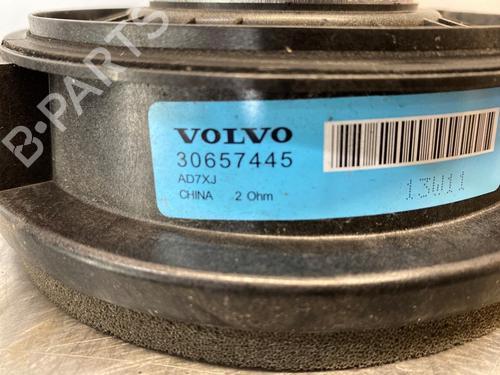 B-PARTS
VOLVO
30657445
AD7XJ
CHINA 2 Ohm
13W11